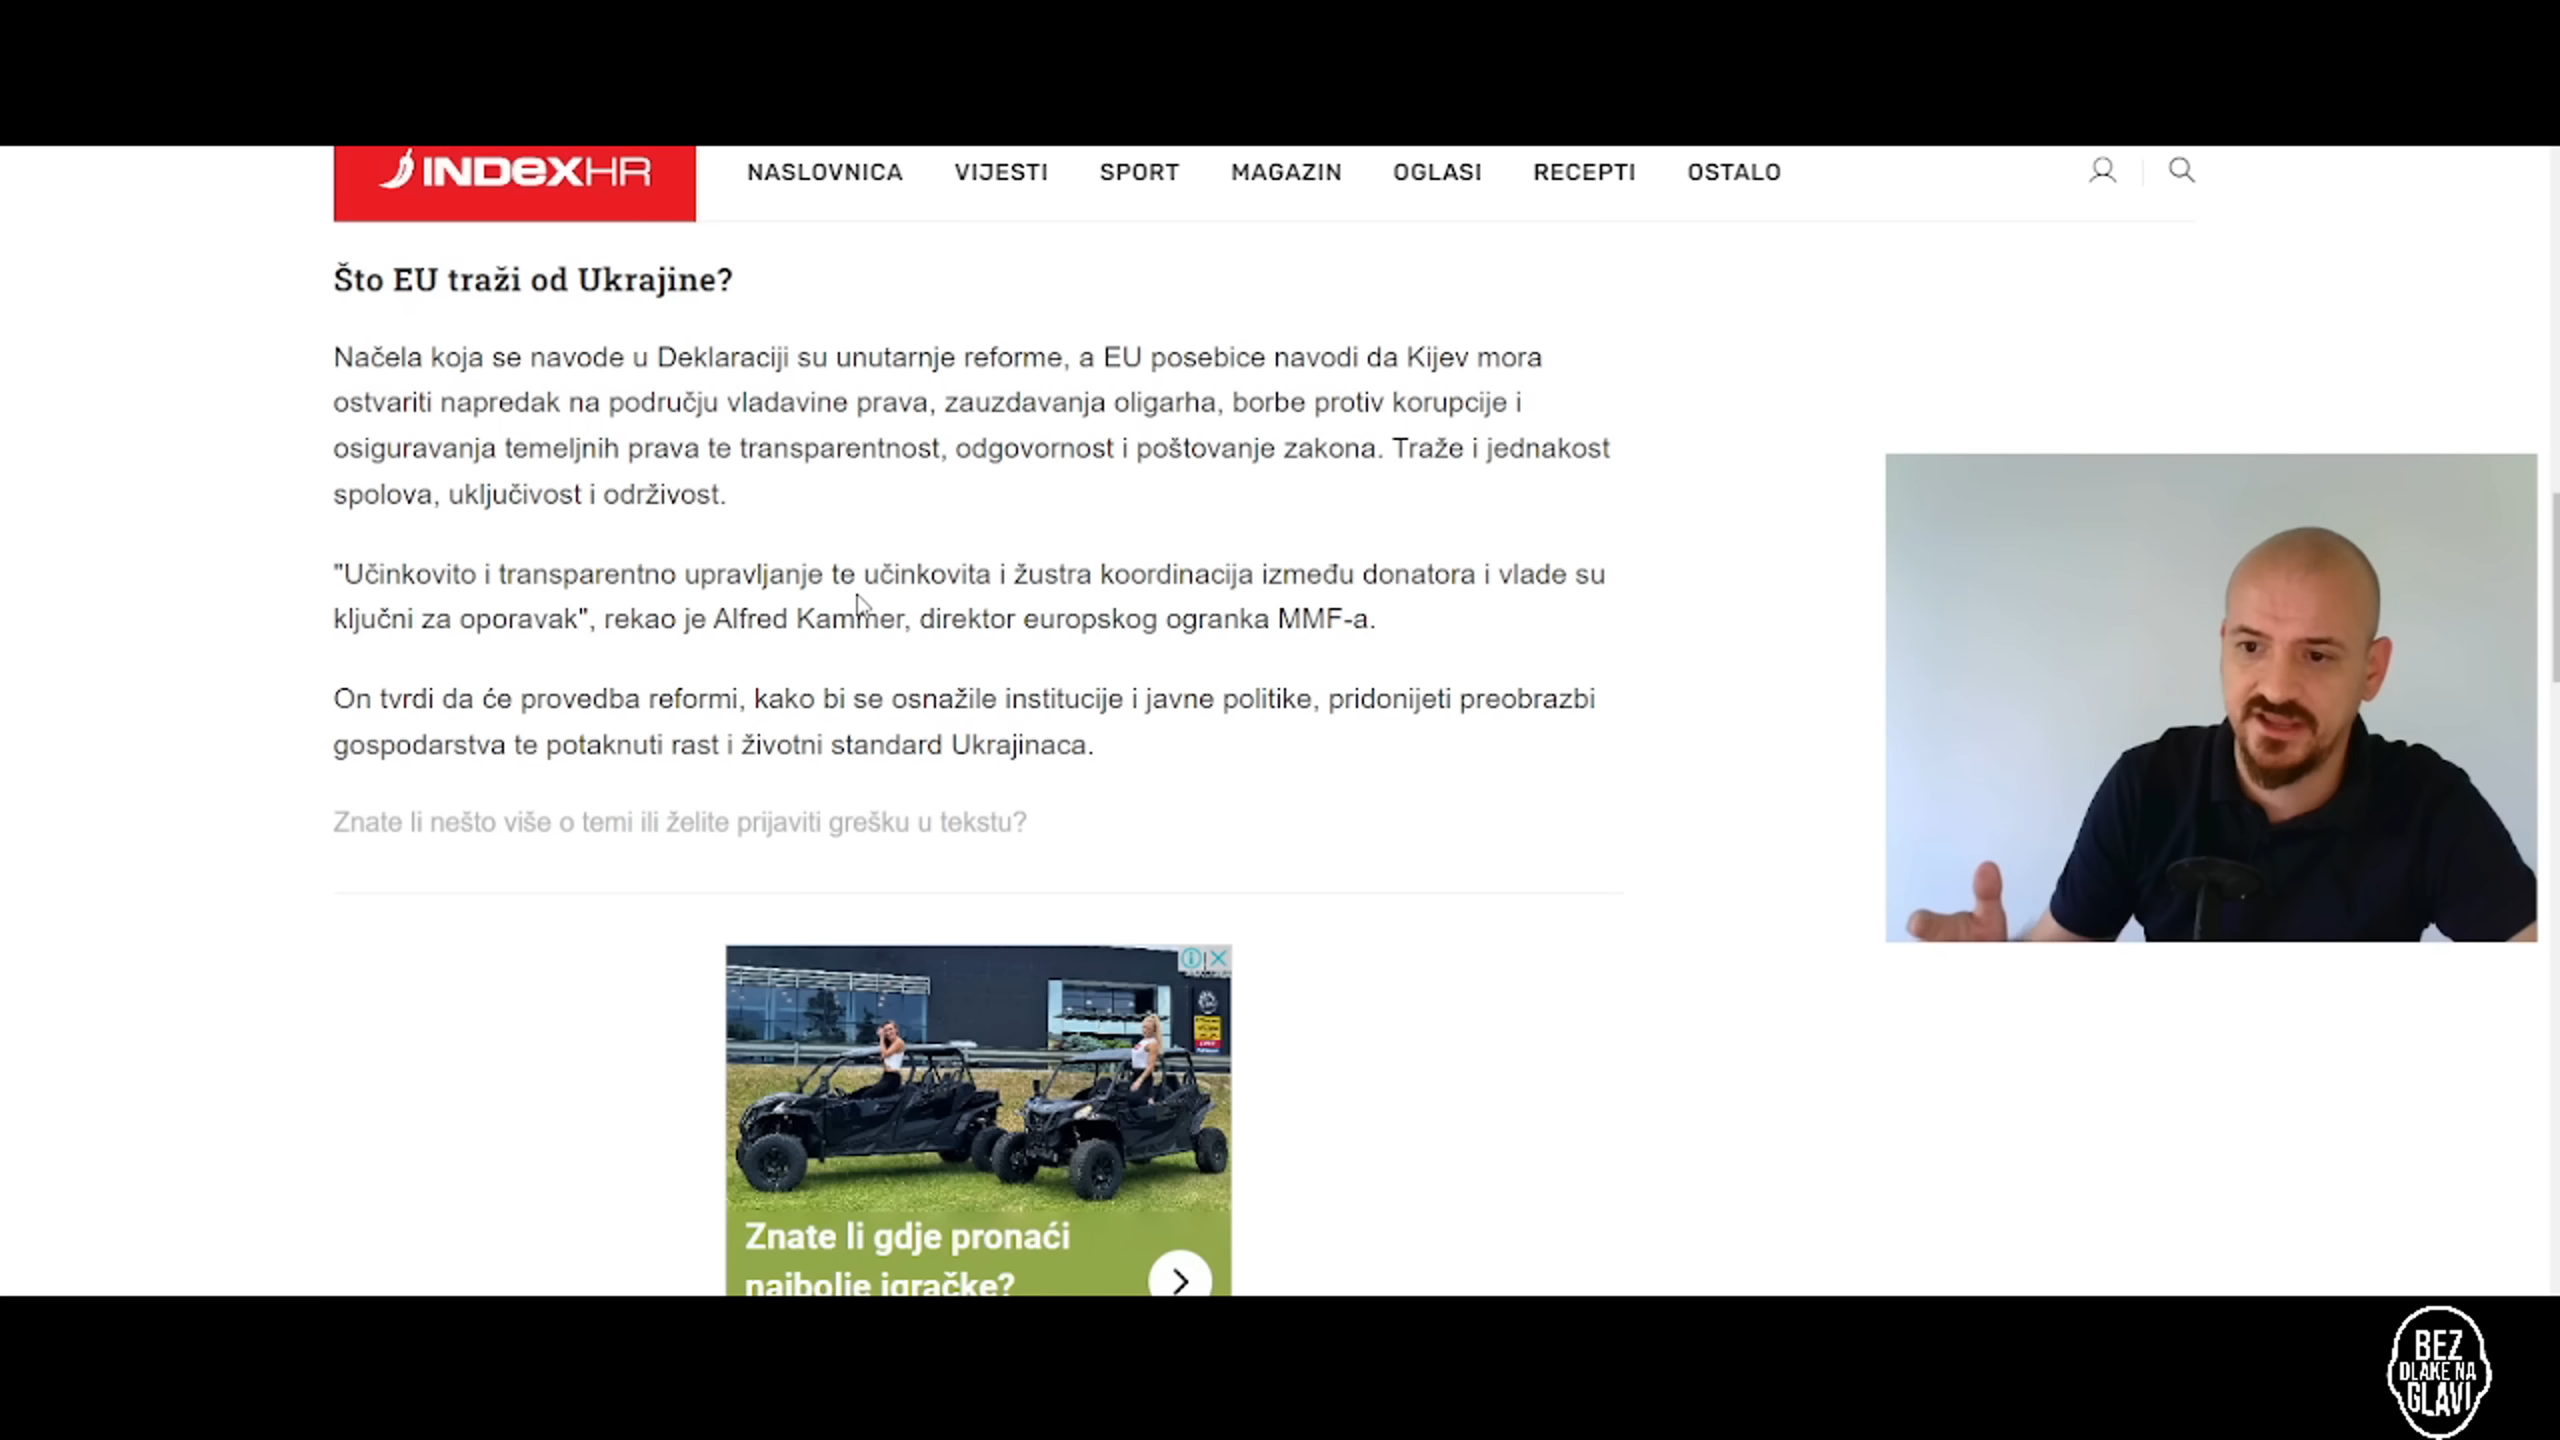 INDEXHR
NASLOVNICA VIJESTI SPORT MAGAZIN OGLASI RECEPTI OSTALO
Što EU traži od Ukrajine?
Načela koja se navode u Deklaraciji su unutarnje reforme, a EU posebice navodi da Kijev mora
ostvariti napredak na području vladavine prava, zauzdavanja oligarha, borbe protiv korupcije i
osiguravanja temeljnih prava te transparentnost, odgovornost i poštovanje zakona. Traže i jednakost
spolova, uključivost i održivost.
"Učinkovito i transparentno upravljanje te učinkovita i žustra koordinacija između donatora i vlade su
ključni za oporavak", rekao je Alfred Kammer, direktor europskog ogranka MMF-a.
On tvrdi da će provedba reformi, kako bi se osnažile institucije i javne politike, pridonijeti preobrazbi
gospodarstva te potaknuti rast i životni standard Ukrajinaca.
Znate li nešto više o temi ili želite prijaviti grešku u tekstu?
Znate li gdje pronaći
najbolje igračke?
BEZ
DLAKE NA
GLAVI